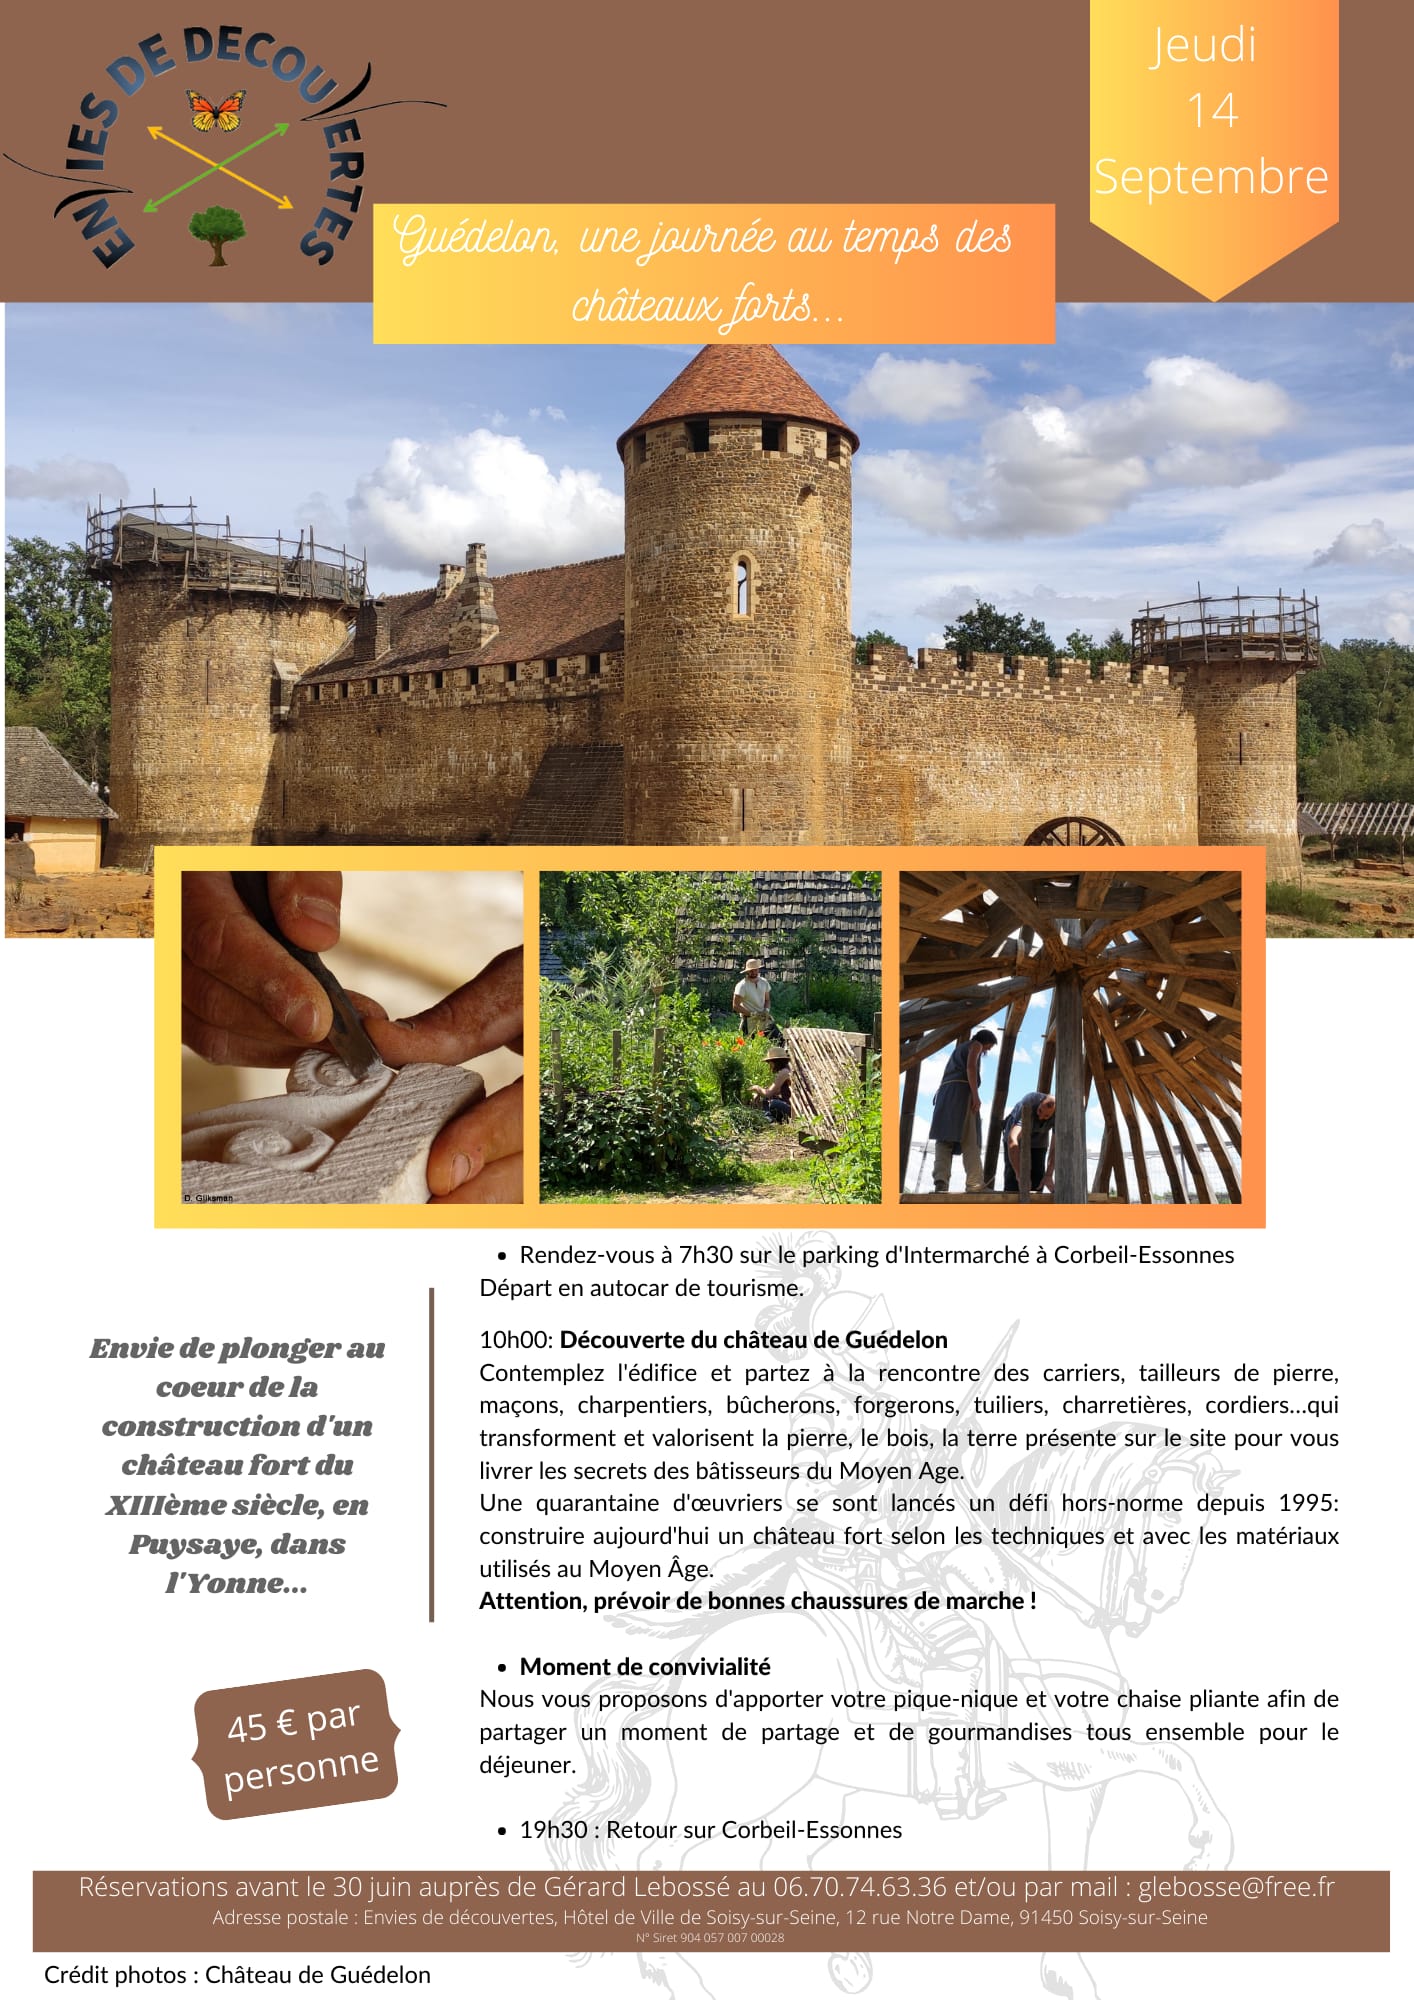 ENVIES DE DECOUVERTES
Jeudi
14
Septembre
Guédelon, une journée au temps des
châteaux forts...
D. Gliksman
Envie de plonger au
coeur de la
construction d'un
château fort du
XIIIème siècle, en
Puysaye, dans
l'Yonne...
45 € par
personne
• Rendez-vous à 7h30 sur le parking d'Intermarché à Corbeil-Essonnes
Départ en autocar de tourisme.
10h00: Découverte du château de Guédelon
Contemplez l'édifice et partez à la rencontre des carriers, tailleurs de pierre,
maçons, charpentiers, bûcherons, forgerons, tuiliers, charretières, cordiers...qui
transforment et valorisent la pierre, le bois, la terre présente sur le site pour vous
livrer les secrets des bâtisseurs du Moyen Age.
Une quarantaine d'œuvriers se sont lancés un défi hors-norme depuis 1995:
construire aujourd'hui un château fort selon les techniques et avec les matériaux
utilisés au Moyen Âge.
Attention, prévoir de bonnes chaussures de marche !
• Moment de convivialité
Nous vous proposons d'apporter votre pique-nique et votre chaise pliante afin de
partager un moment de partage et de gourmandises tous ensemble pour le
déjeuner.
• 19h30 : Retour sur Corbeil-Essonnes
Réservations avant le 30 juin auprès de Gérard Lebossé au 06.70.74.63.36 et/ou par mail : glebosse@free.fr
Adresse postale : Envies de découvertes, Hôtel de Ville de Soisy-sur-Seine, 12 rue Notre Dame, 91450 Soisy-sur-Seine
N° Siret 904 057 007 00028
Crédit photos : Château de Guédelon